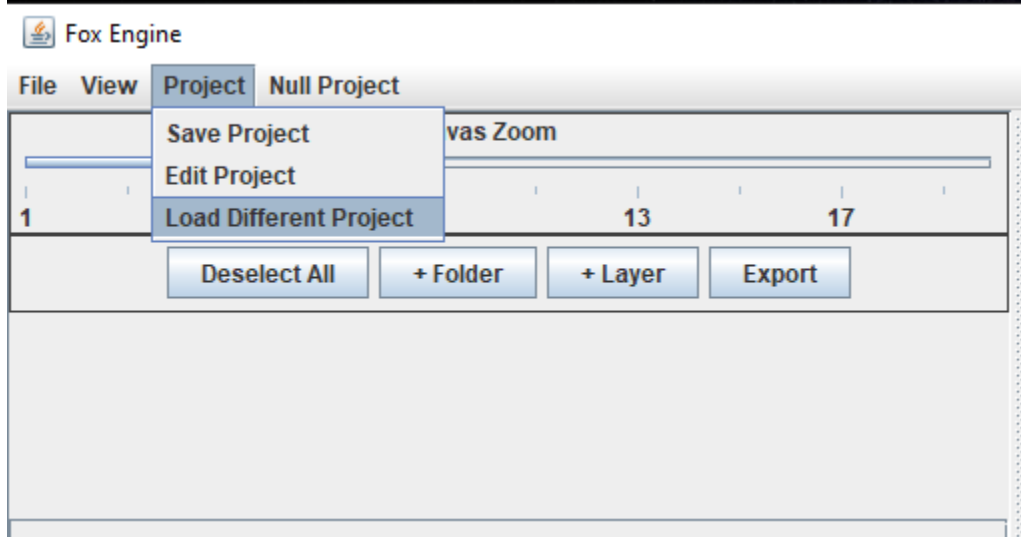 Fox Engine
File View Project Null Project
Save Project
vas Zoom
Edit Project
Load Different Project
1 13 17
Deselect All + Folder + Layer Export